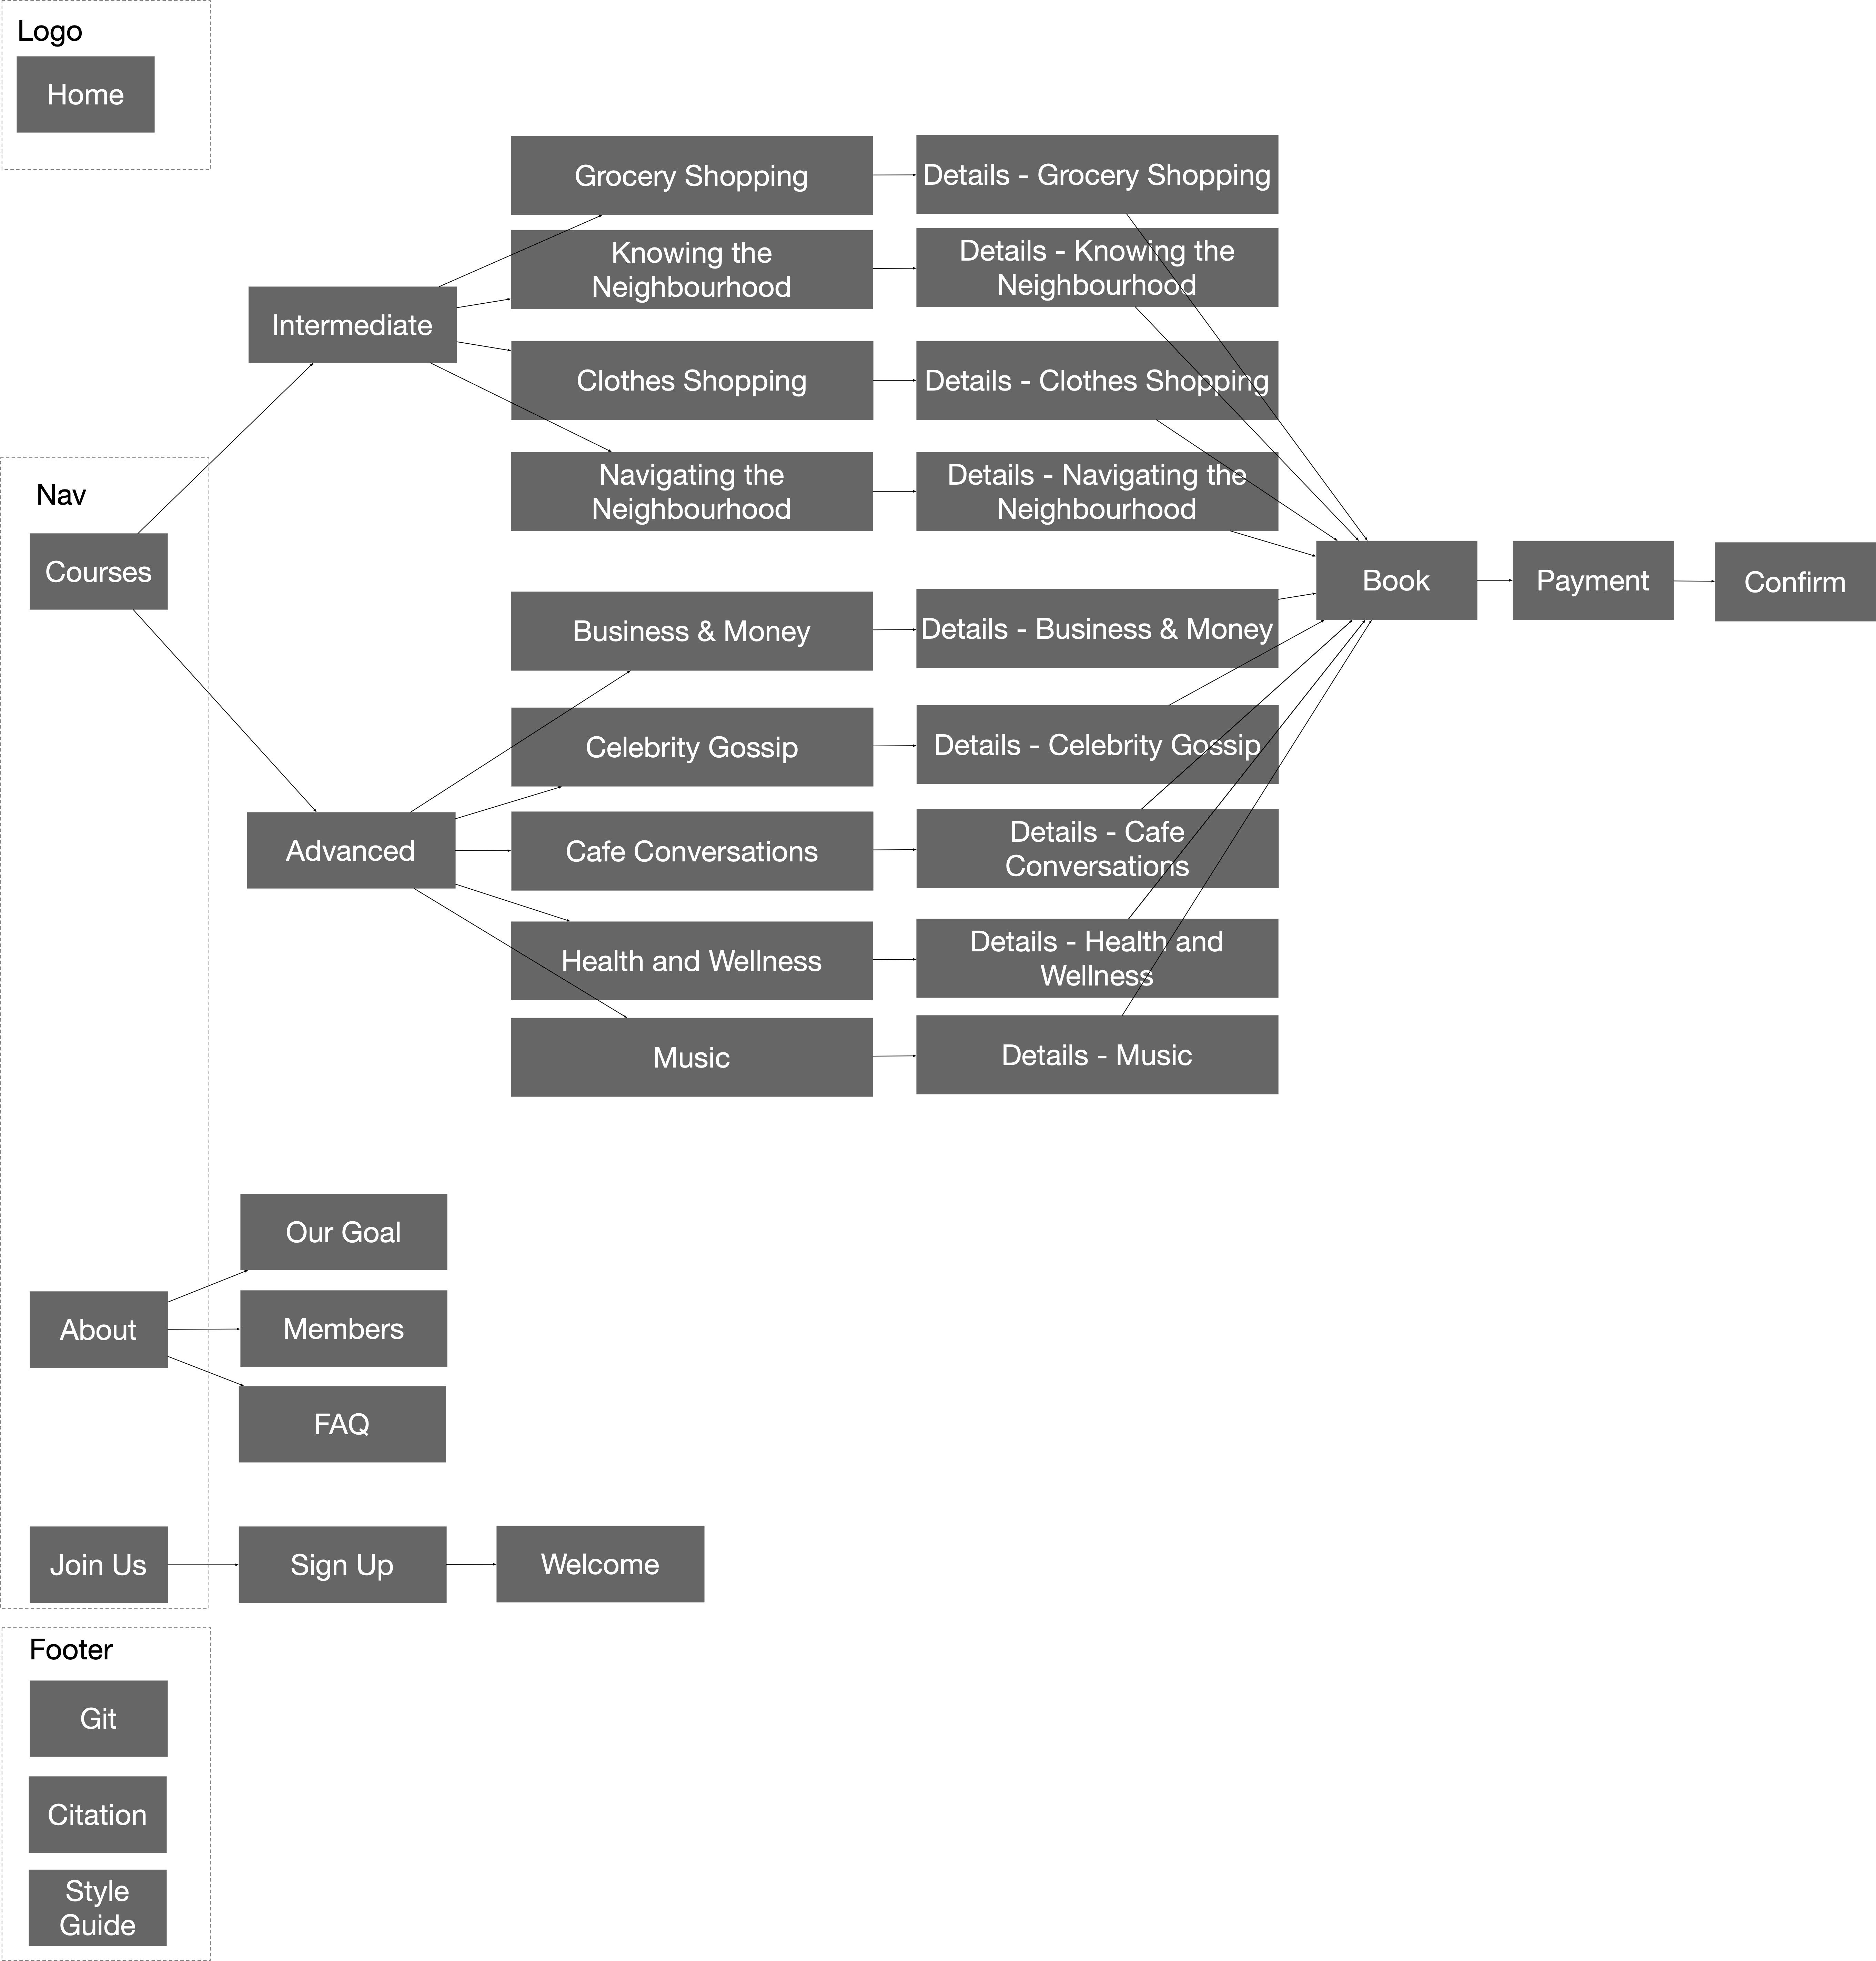 Logo
Home
Grocery Shopping
Details - Grocery Shopping
Knowing the
Neighbourhood
Details - Knowing the
Neighbourhood
Intermediate
Clothes Shopping
Details - Clothes Shopping
Navigating the
Neighbourhood
Details - Navigating the
Neighbourhood
Nav
Courses
Book
Payment
Confirm
Business & Money
Details - Business & Money
Celebrity Gossip
Details - Celebrity Gossip
Advanced
Cafe Conversations
Details - Cafe
Conversations
Health and Wellness
Details - Health and
Wellness
Music
Details - Music
Our Goal
About
Members
FAQ
Join Us
Sign Up
Welcome
Footer
Git
Citation
Style
Guide